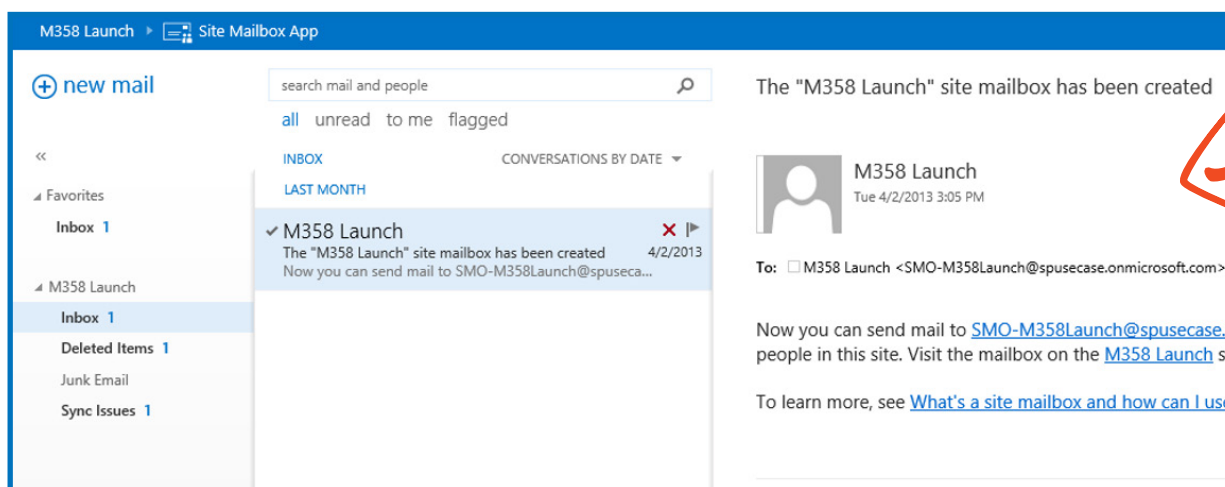 M358 Launch Site Mailbox App
new mail
search mail and people
all unread to me flagged
«
INBOX CONVERSATIONS BY DATE
LAST MONTH
Favorites
Inbox 1
M358 Launch
Inbox 1
Deleted Items 1
Junk Email
Sync Issues 1
M358 Launch
The "M358 Launch" site mailbox has been created 4/2/2013
Now you can send mail to SMO-M358Launch@spuseca...
The "M358 Launch" site mailbox has been created
M358 Launch
Tue 4/2/2013 3:05 PM
To: M358 Launch <SMO-M358Launch@spusecase.onmicrosoft.com>
Now you can send mail to SMO-M358Launch@spusecase.
people in this site. Visit the mailbox on the M358 Launch s
To learn more, see What's a site mailbox and how can I us